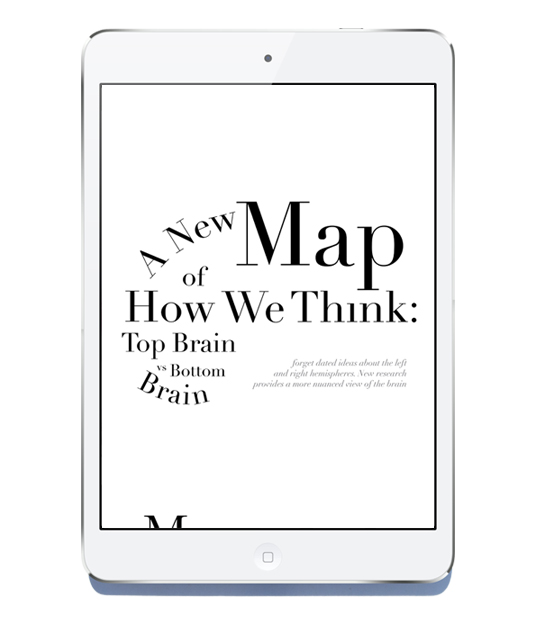 A New Map
of
How We Think:
Top Brain
vs Bottom
Brain
forget dated ideas about the left
and right hemispheres. New research
provides a more nuanced view of the brain